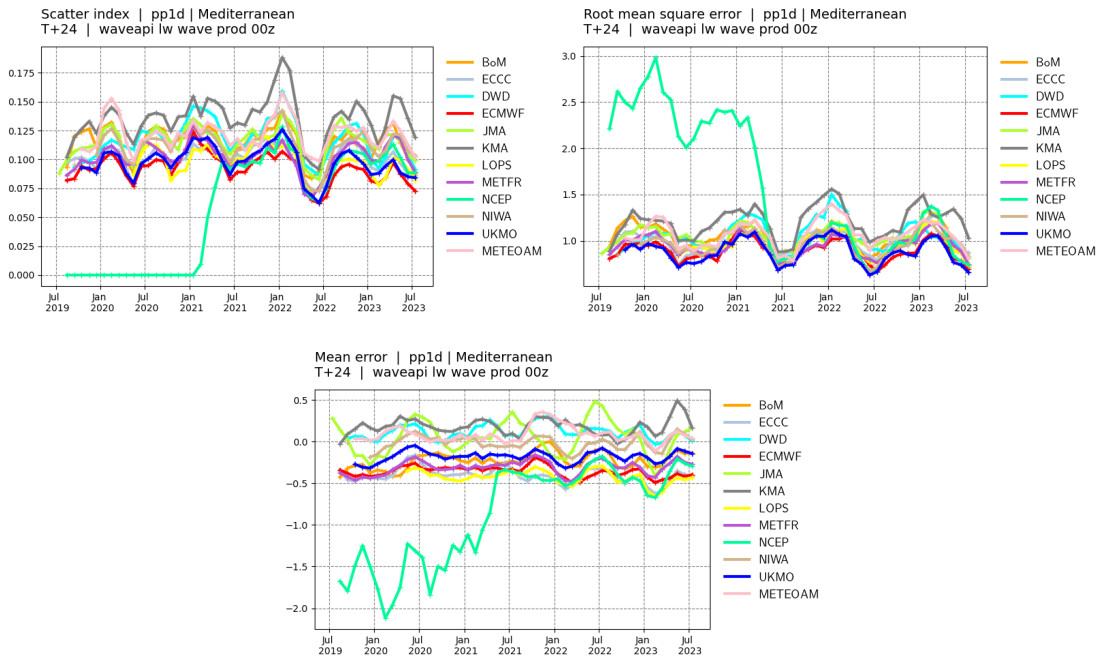 Scatter index | pp1d | Mediterranean
T+24 | waveapi lw wave prod 00z
0.175
0.150
0.125
0.100
0.075
0.050
0.025
0.000
Jul Jan Jul Jan Jul Jan Jul Jan Jul
2019 2020 2020 2021 2021 2022 2022 2023 2023
BoM
ECCC
DWD
ECMWF
JMA
KMA
LOPS
METFR
NCEP
NIWA
UKMO
METEOAM
Root mean square error | pp1d | Mediterranean
T+24 | waveapi lw wave prod 00z
3.0
2.5
2.0
1.5
1.0
Jul Jan Jul Jan Jul Jan Jul Jan Jul
2019 2020 2020 2021 2021 2022 2022 2023 2023
BoM
ECCC
DWD
ECMWF
JMA
KMA
LOPS
METFR
NCEP
NIWA
UKMO
METEOAM
Mean error | pp1d | Mediterranean
T+24 | waveapi lw wave prod 00z
0.5
0.0
−0.5
−1.0
−1.5
−2.0
Jul Jan Jul Jan Jul Jan Jul Jan Jul
2019 2020 2020 2021 2021 2022 2022 2023 2023
BoM
ECCC
DWD
ECMWF
JMA
KMA
LOPS
METFR
NCEP
NIWA
UKMO
METEOAM